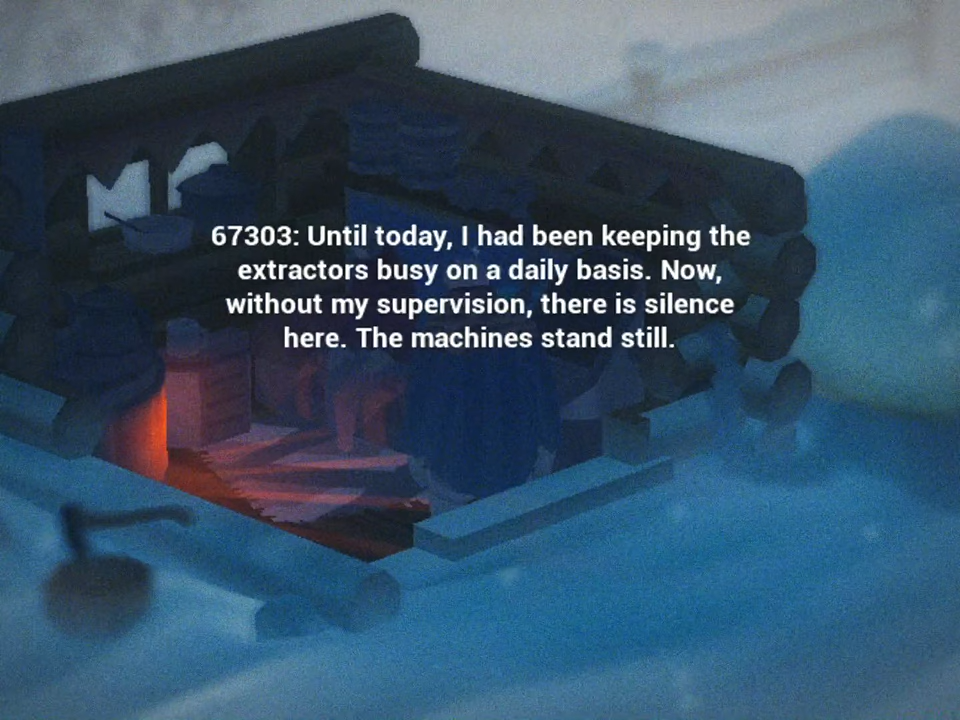 67303: Until today, I had been keeping the
extractors busy on a daily basis. Now,
without my supervision, there is silence
here. The machines stand still.